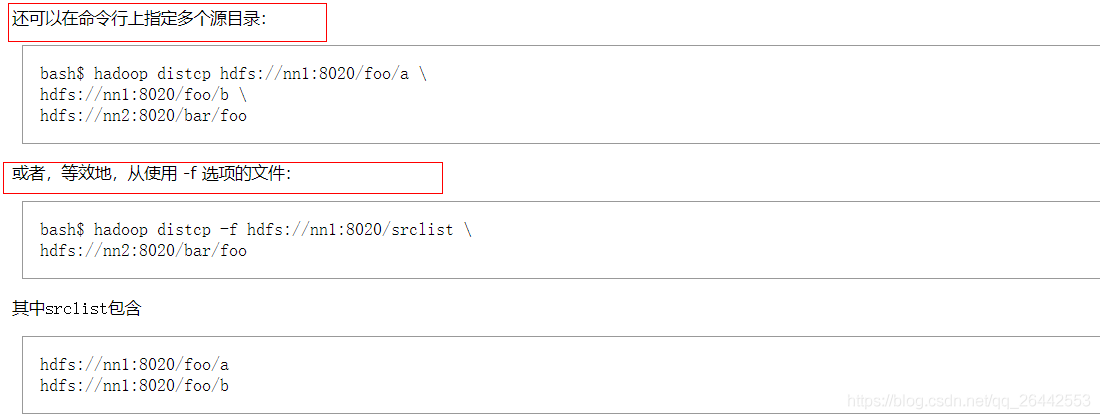 还可以在命令行上指定多个源目录：
bash$ hadoop distcp hdfs://nn1:8020/foo/a \
hdfs://nn1:8020/foo/b \
hdfs://nn2:8020/bar/foo
或者，等效地，从使用 -f 选项的文件：
bash$ hadoop distcp -f hdfs://nn1:8020/srclist \
hdfs://nn2:8020/bar/foo
其中srclist包含
hdfs://nn1:8020/foo/a
hdfs://nn1:8020/foo/b
https://blog.csdn.net/qq_26442553